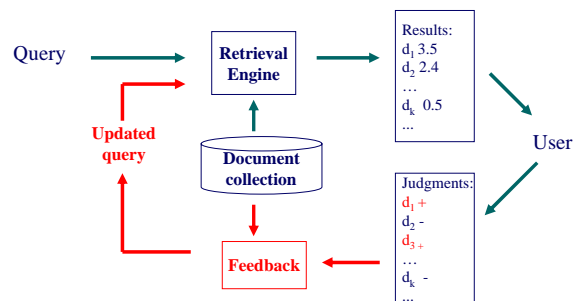 Query
Retrieval
Engine
Results:
d₁ 3.5
d₂ 2.4
…
dₖ 0.5
...
User
Updated
query
Document
collection
Judgments:
d₁ +
d₂ -
d₃ +
…
dₖ -
...
Feedback